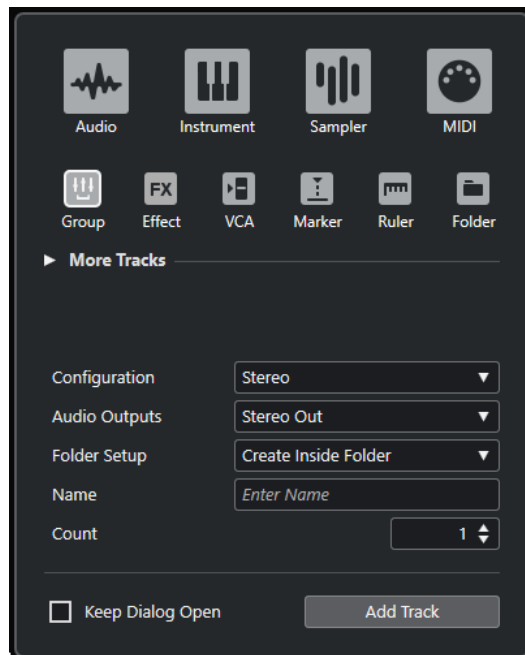 Audio Instrument Sampler MIDI
FX
Group Effect VCA Marker Ruler Folder
More Tracks
Configuration Stereo
Audio Outputs Stereo Out
Folder Setup Create Inside Folder
Name Enter Name
Count 1
Keep Dialog Open Add Track